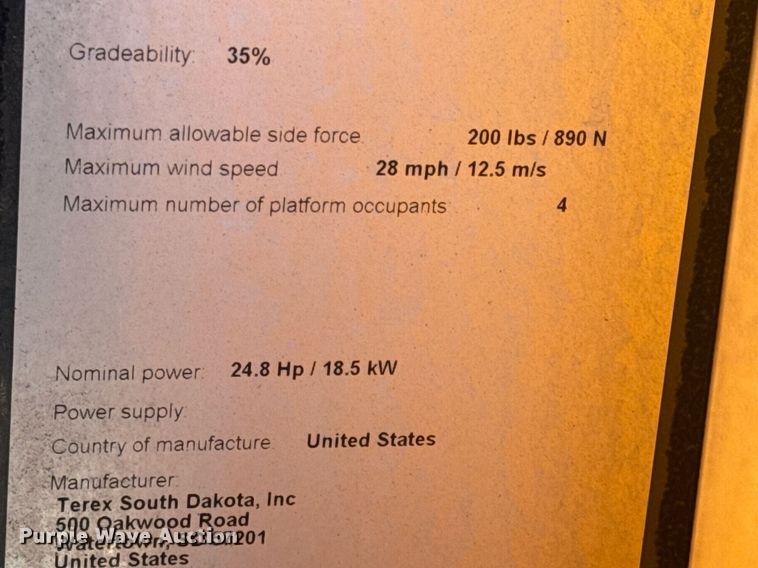 Gradeability: 35%
Maximum allowable side force 200 lbs / 890 N
Maximum wind speed 28 mph / 12.5 m/s
Maximum number of platform occupants 4
Nominal power: 24.8 Hp / 18.5 kW
Power supply:
Country of manufacture United States
Manufacturer:
Terex South Dakota, Inc
500 Oakwood Road
Purple Wave Auction
United States